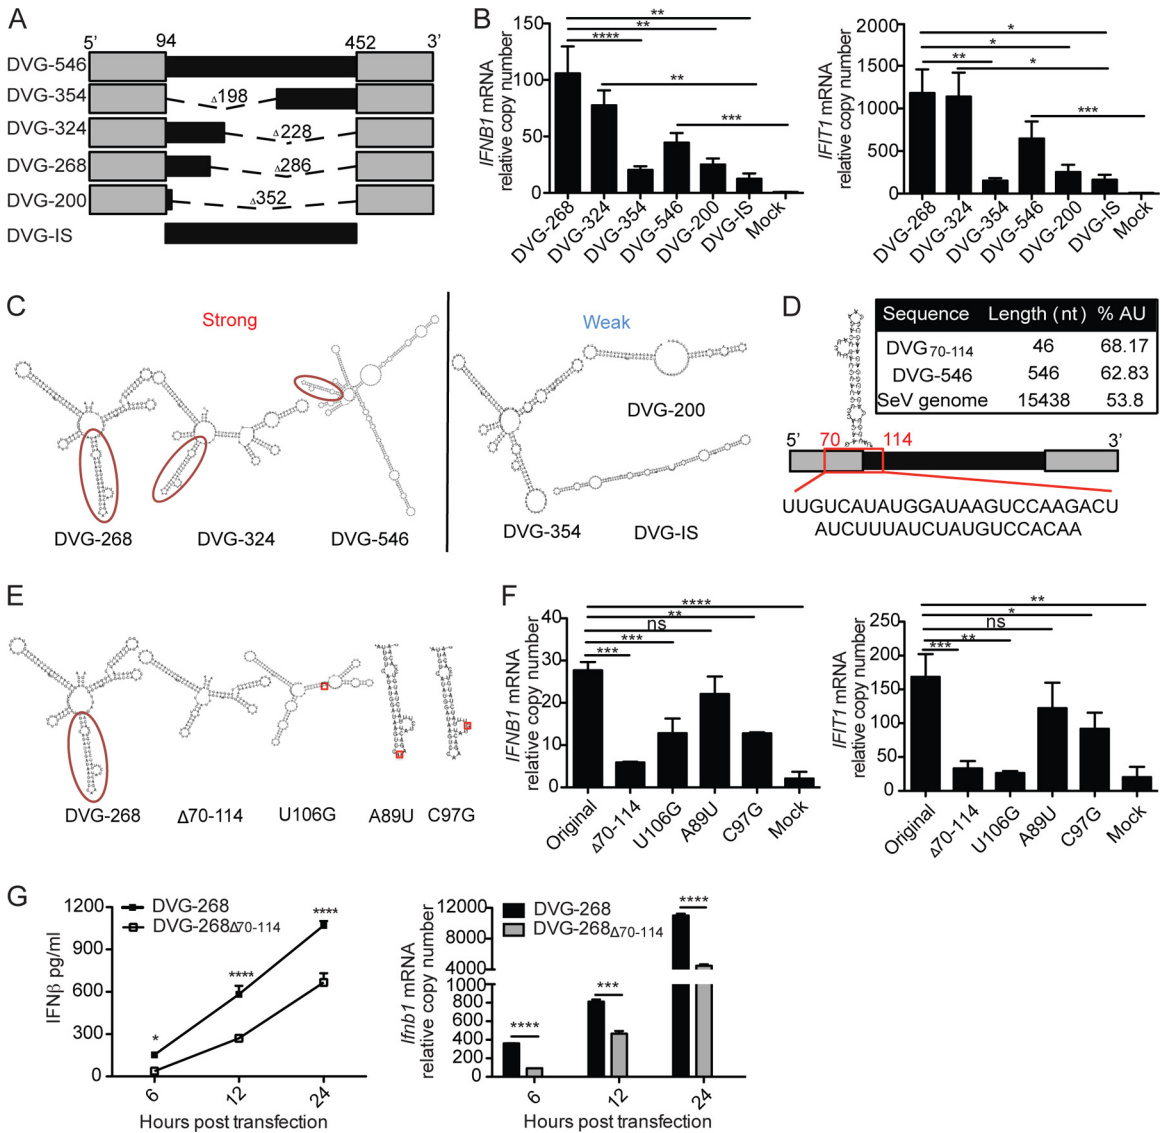 A
5’ 94 452 3’
DVG-546
DVG-354 Δ198
DVG-324 Δ228
DVG-268 Δ286
DVG-200 Δ352
DVG-IS
B
IFNB1 mRNA
relative copy number
150
100
50
0
** 
**
****
**
***
DVG-268 DVG-324 DVG-354 DVG-546 DVG-200 DVG-IS Mock
IFIT1 mRNA
relative copy number
2000
1500
1000
500
0
*
*
**
*
***
DVG-268 DVG-324 DVG-354 DVG-546 DVG-200 DVG-IS Mock
C
Strong
Weak
DVG-268 DVG-324 DVG-546
DVG-200
DVG-354 DVG-IS
D
Sequence Length (nt) % AU
DVG70-114 46 68.17
DVG-546 546 62.83
SeV genome 15438 53.8
5’ 70 114 3’
UUGUCAUAUGGAUAAGUCCAAGACU
AUCUUUAUCUAUGUCCACAA
E
DVG-268 Δ70-114 U106G A89U C97G
F
IFNB1 mRNA
relative copy number
40
30
20
10
0
****
**
ns
***
***
Original Δ70-114 U106G A89U C97G Mock
IFIT1 mRNA
relative copy number
250
200
150
100
50
0
**
*
ns
**
***
Original Δ70-114 U106G A89U C97G Mock
G
IFNβ pg/ml
1200
900
600
300
0
DVG-268
DVG-268Δ70-114
*
****
****
6 12 24
Hours post transfection
Ifnb1 mRNA
relative copy number
12000
8000
4000
1000
800
600
400
200
0
DVG-268
DVG-268Δ70-114
****
***
****
6 12 24
Hours post transfection